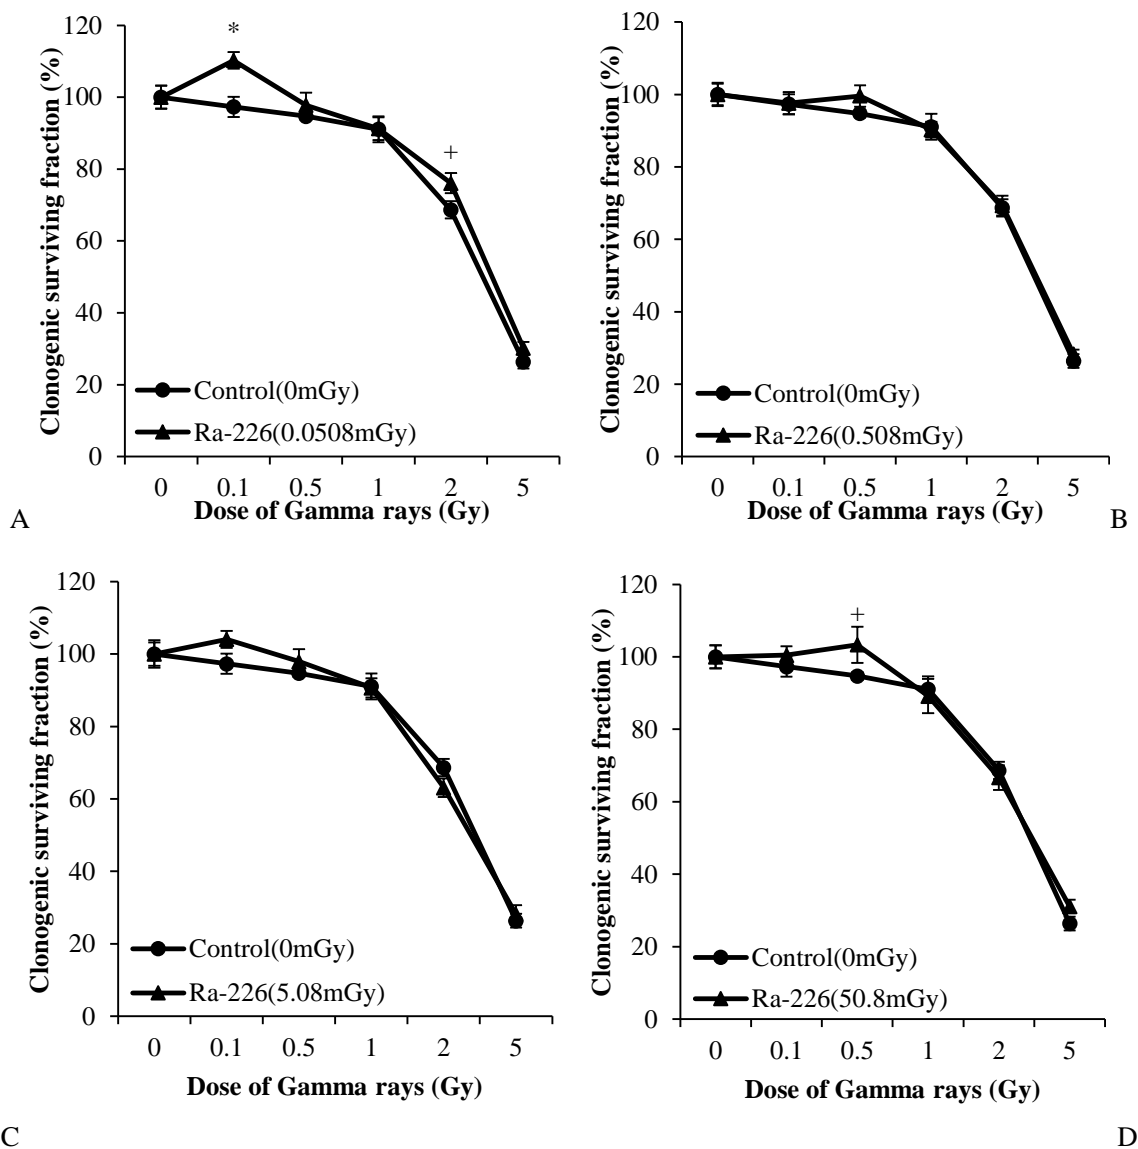 120
100
80
60
40
20
0
Clonogenic surviving fraction (%)
*
+
Control(0mGy)
Ra-226(0.0508mGy)
0 0.1 0.5 1 2 5
Dose of Gamma rays (Gy)
A
120
100
80
60
40
20
0
Clonogenic surviving fraction (%)
Control(0mGy)
Ra-226(0.508mGy)
0 0.1 0.5 1 2 5
Dose of Gamma rays (Gy)
B
120
100
80
60
40
20
0
Clonogenic surviving fraction (%)
Control(0mGy)
Ra-226(5.08mGy)
0 0.1 0.5 1 2 5
Dose of Gamma rays (Gy)
C
120
100
80
60
40
20
0
Clonogenic surviving fraction (%)
+
Control(0mGy)
Ra-226(50.8mGy)
0 0.1 0.5 1 2 5
Dose of Gamma rays (Gy)
D